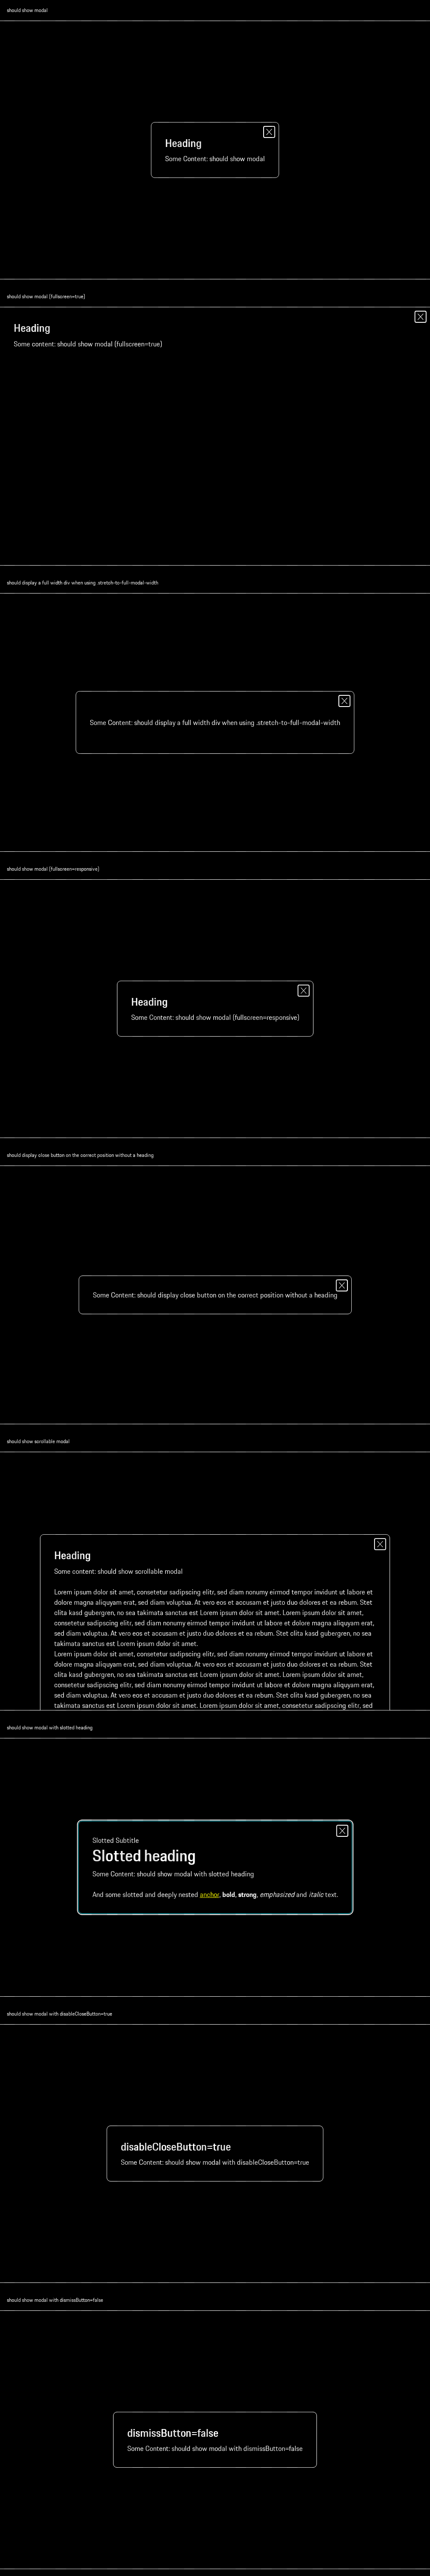 should show modal
Heading
Some Content: should show modal
should show modal (fullscreen=true)
Heading
Some content: should show modal (fullscreen=true)
should display a full width div when using .stretch-to-full-modal-width
Some Content: should display a full width div when using .stretch-to-full-modal-width
should show modal (fullscreen=responsive)
Heading
Some Content: should show modal (fullscreen=responsive)
should display close button on the correct position without a heading
Some Content: should display close button on the correct position without a heading
should show scrollable modal
Heading
Some content: should show scrollable modal
Lorem ipsum dolor sit amet, consetetur sadipscing elitr, sed diam nonumy eirmod tempor invidunt ut labore et
dolore magna aliquyam erat, sed diam voluptua. At vero eos et accusam et justo duo dolores et ea rebum. Stet
clita kasd gubergren, no sea takimata sanctus est Lorem ipsum dolor sit amet. Lorem ipsum dolor sit amet,
consetetur sadipscing elitr, sed diam nonumy eirmod tempor invidunt ut labore et dolore magna aliquyam erat,
sed diam voluptua. At vero eos et accusam et justo duo dolores et ea rebum. Stet clita kasd gubergren, no sea
takimata sanctus est Lorem ipsum dolor sit amet.
Lorem ipsum dolor sit amet, consetetur sadipscing elitr, sed diam nonumy eirmod tempor invidunt ut labore et
dolore magna aliquyam erat, sed diam voluptua. At vero eos et accusam et justo duo dolores et ea rebum. Stet
clita kasd gubergren, no sea takimata sanctus est Lorem ipsum dolor sit amet. Lorem ipsum dolor sit amet,
consetetur sadipscing elitr, sed diam nonumy eirmod tempor invidunt ut labore et dolore magna aliquyam erat,
sed diam voluptua. At vero eos et accusam et justo duo dolores et ea rebum. Stet clita kasd gubergren, no sea
takimata sanctus est Lorem ipsum dolor sit amet. Lorem ipsum dolor sit amet, consetetur sadipscing elitr, sed
should show modal with slotted heading
Slotted Subtitle
Slotted heading
Some Content: should show modal with slotted heading
And some slotted and deeply nested anchor, bold, strong, emphasized and italic text.
should show modal with disableCloseButton=true
disableCloseButton=true
Some Content: should show modal with disableCloseButton=true
should show modal with dismissButton=false
dismissButton=false
Some Content: should show modal with dismissButton=false